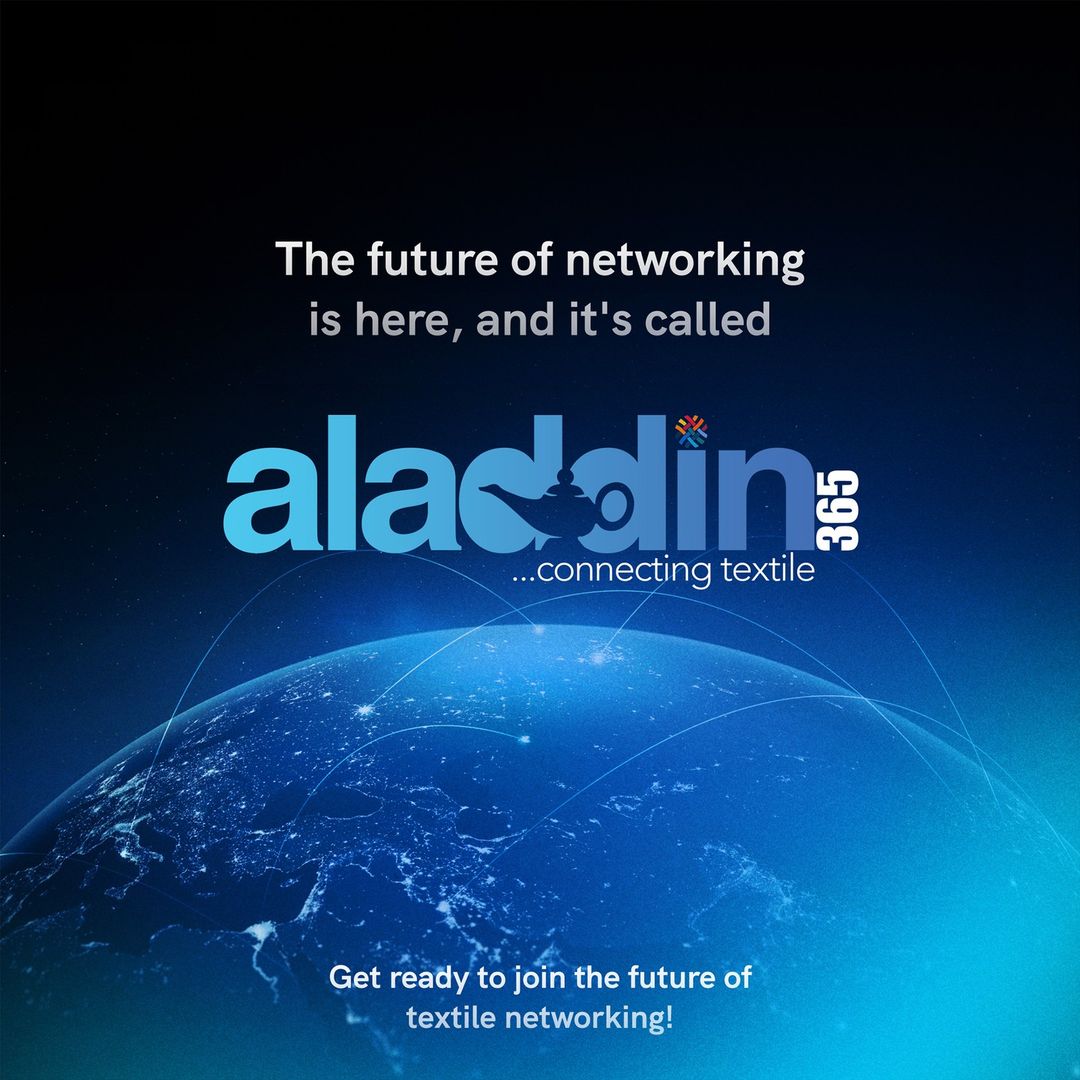 The future of networking
is here, and it's called
aladdin
365
...connecting textile
Get ready to join the future of
textile networking!